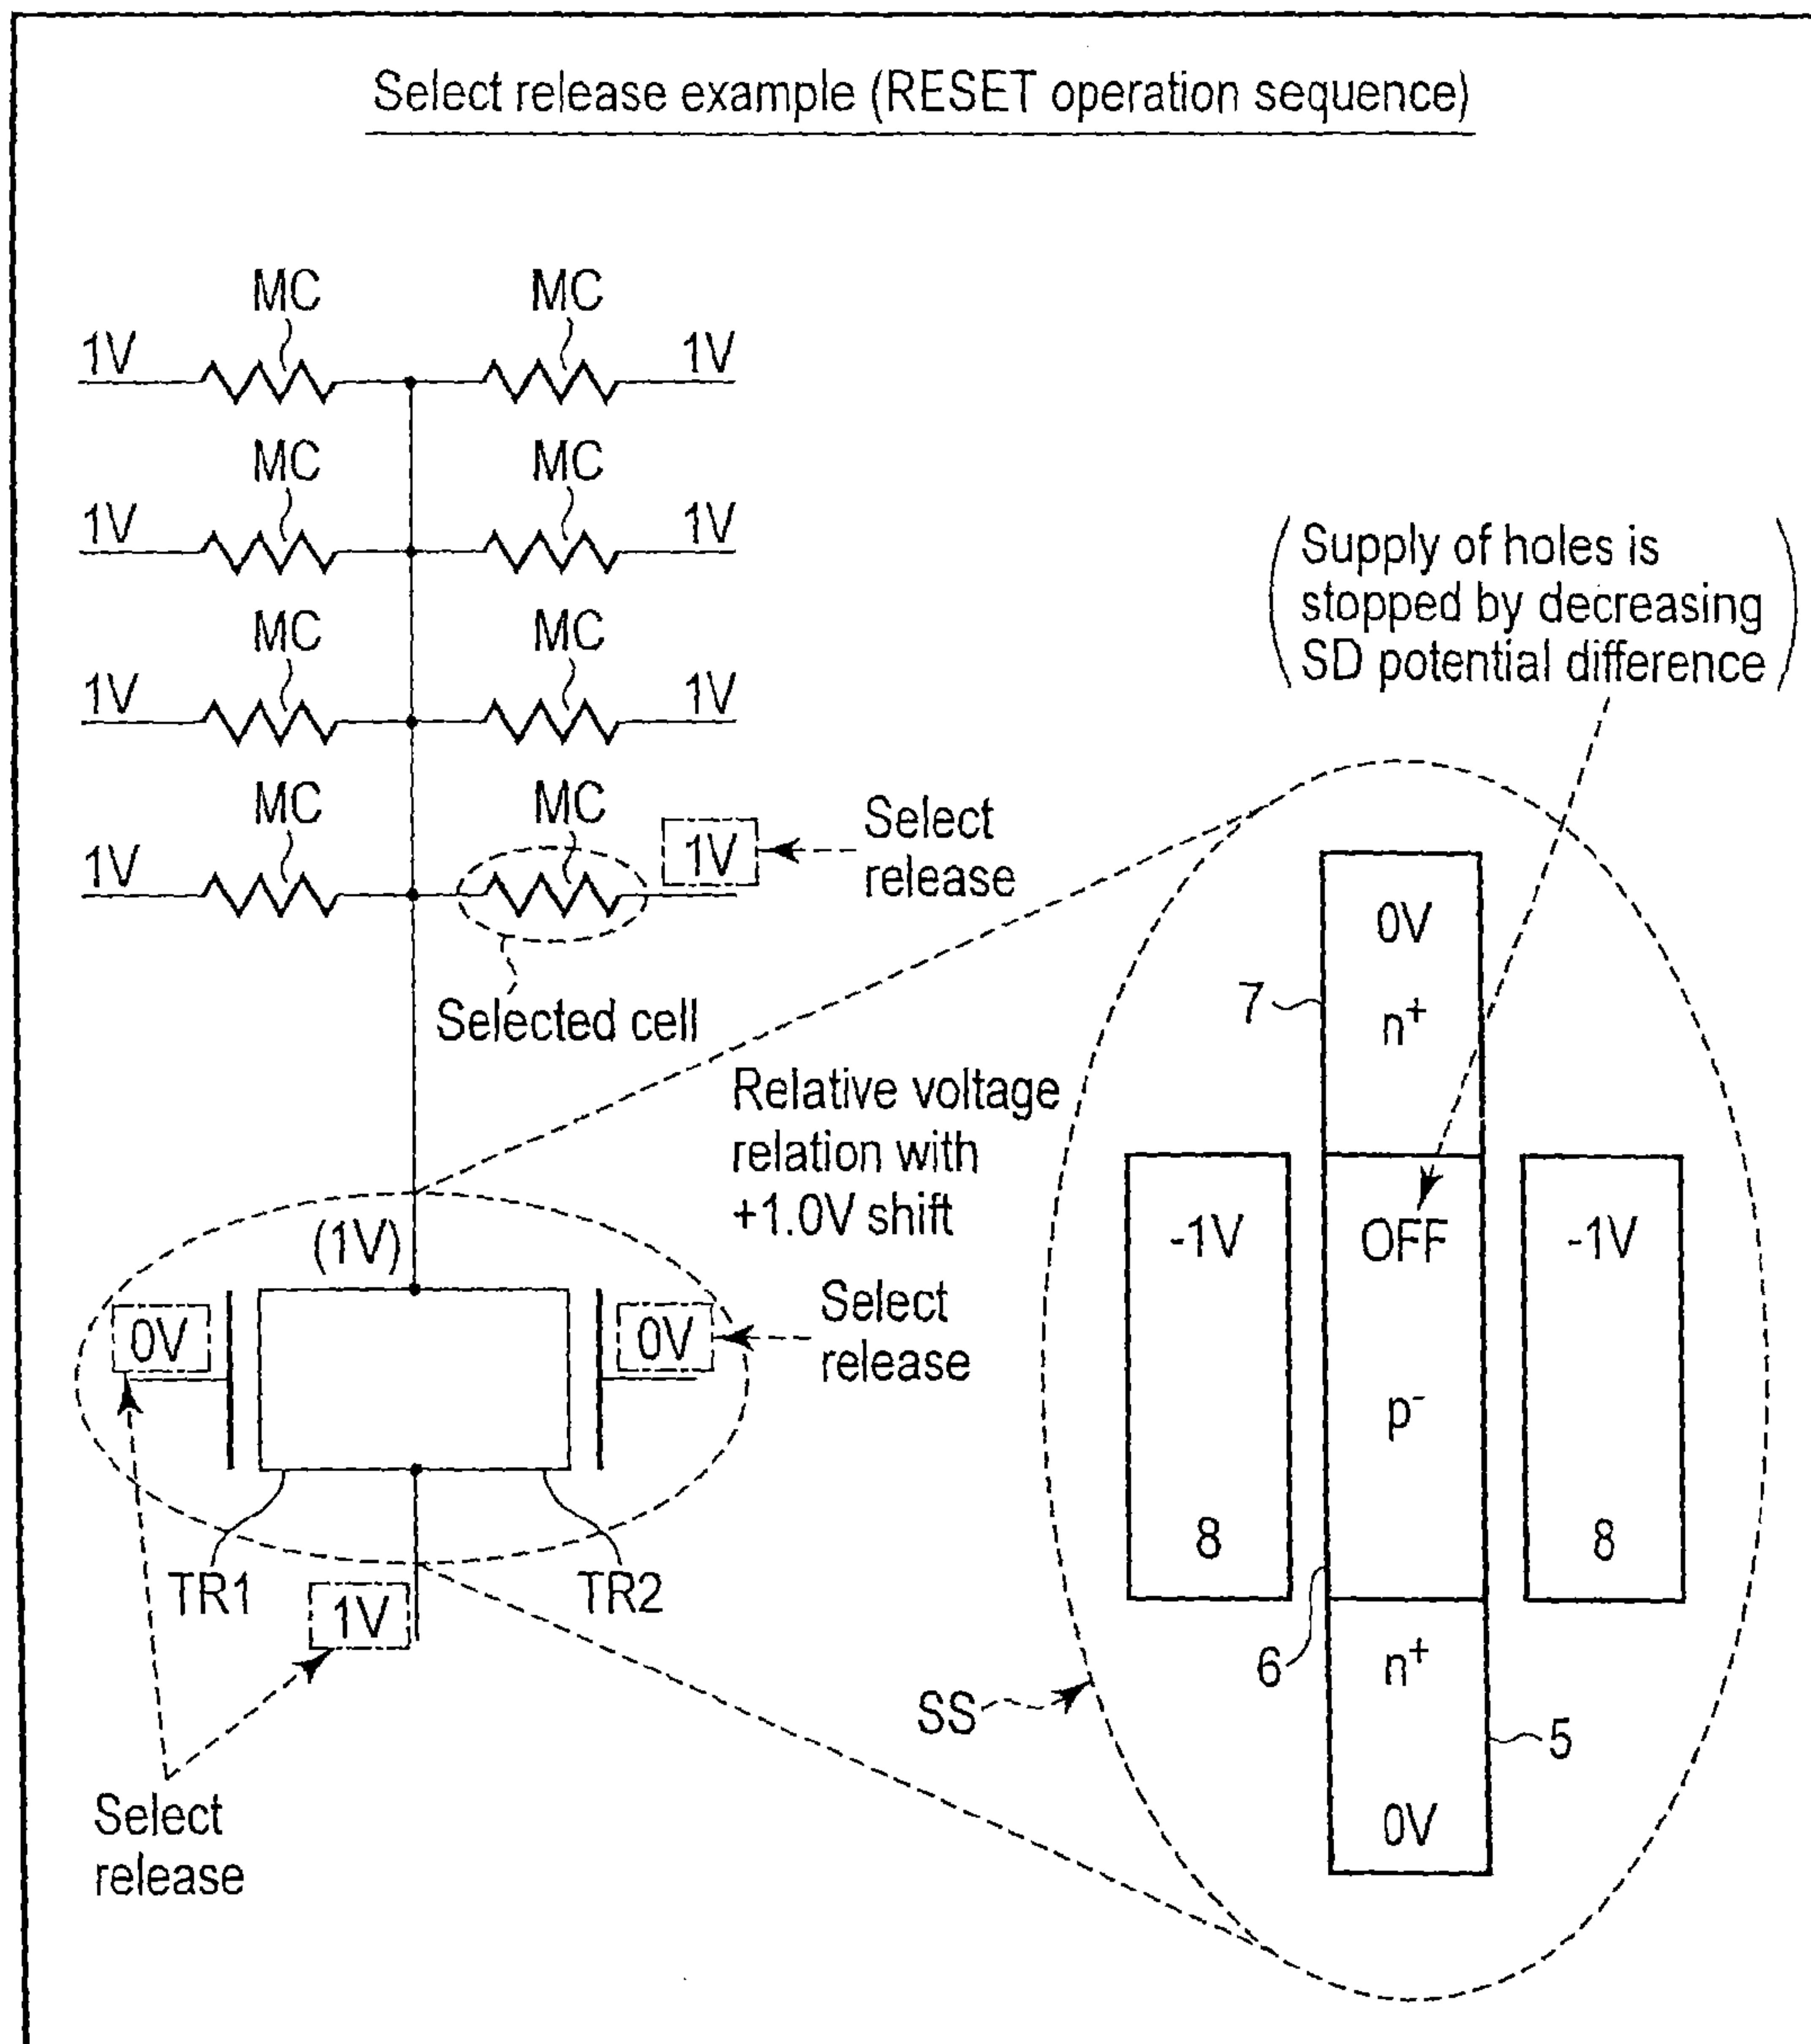 Select release example (RESET operation sequence)
MC MC
1V 1V
MC MC
1V 1V
MC MC
1V 1V
MC MC
1V 1V
Select
release
Selected cell
(Supply of holes is
stopped by decreasing
SD potential difference)
Relative voltage
relation with
+1.0V shift
(1V)
0V 0V
Select
release
TR1 TR2
1V
Select
release
0V
7
n+
-1V OFF -1V
p-
8 8
6
n+
SS
5
0V